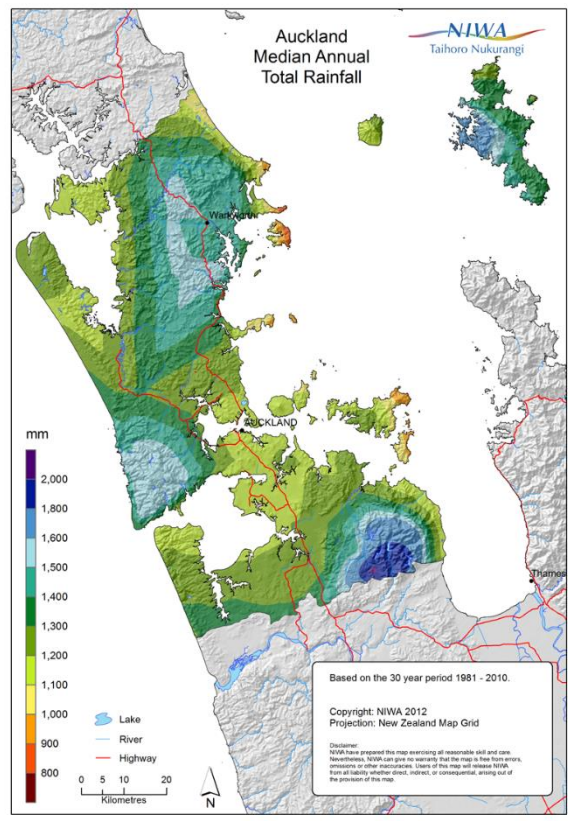 Auckland
Median Annual
Total Rainfall
NIWA
Taihoro Nukurangi
Warkworth
AUCKLAND
Thames
mm
2,000
1,800
1,600
1,500
1,400
1,300
1,200
1,100
1,000
900
800
Lake
River
Highway
0 10 20
Kilometres
N
Based on the 30 year period 1981 - 2010.
Copyright: NIWA 2012
Projection: New Zealand Map Grid
Disclaimer:
NIWA have prepared this map exercising all reasonable skill and care.
Nevertheless, NIWA can give no warranty that the map is free from errors,
omissions or other inaccuracies. Users of this map will release NIWA
from all liability whether direct, indirect, or consequential, arising out of
the provision of this map.